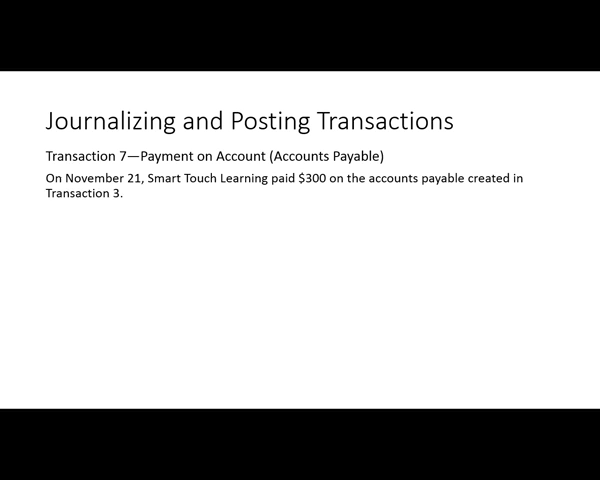 Journalizing and Posting Transactions
Transaction 7—Payment on Account (Accounts Payable)
On November 21, Smart Touch Learning paid $300 on the accounts payable created in
Transaction 3.